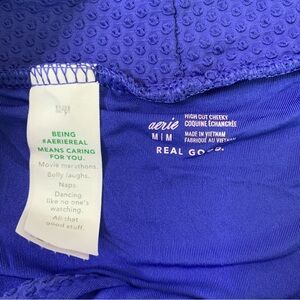 BEING
#AERIEREAL
MEANS CARING
FOR YOU.
Movie marathons.
Belly laughs.
Naps.
Dancing
like no one's
watching.
All that
good stuff.
aerie
M | M
HIGH CUT CHEEKY
COQUINE ÉCHANCRÉE
MADE IN VIETNAM
FABRIQUÉ AU VIETNAM
REAL